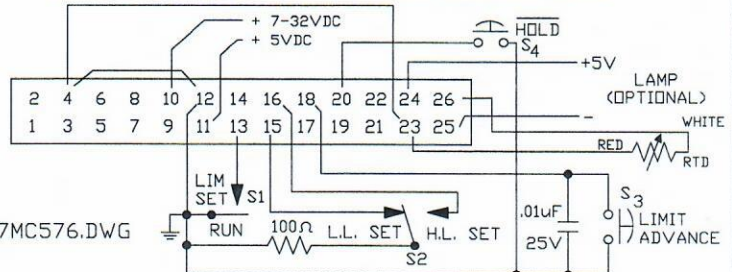 + 7-32VDC
+ 5VDC
HOLD
S4
+5V
LAMP
(OPTIONAL)
2 4 6 8 10 12 14 16 18 20 22 24 26
1 3 5 7 9 11 13 15 17 19 21 23 25
-
WHITE
RED
RTD
LIM
SET
S1
RUN
100Ω
L.L. SET
H.L. SET
S2
.01uF
25V
S3
LIMIT
ADVANCE
7MC576.DWG